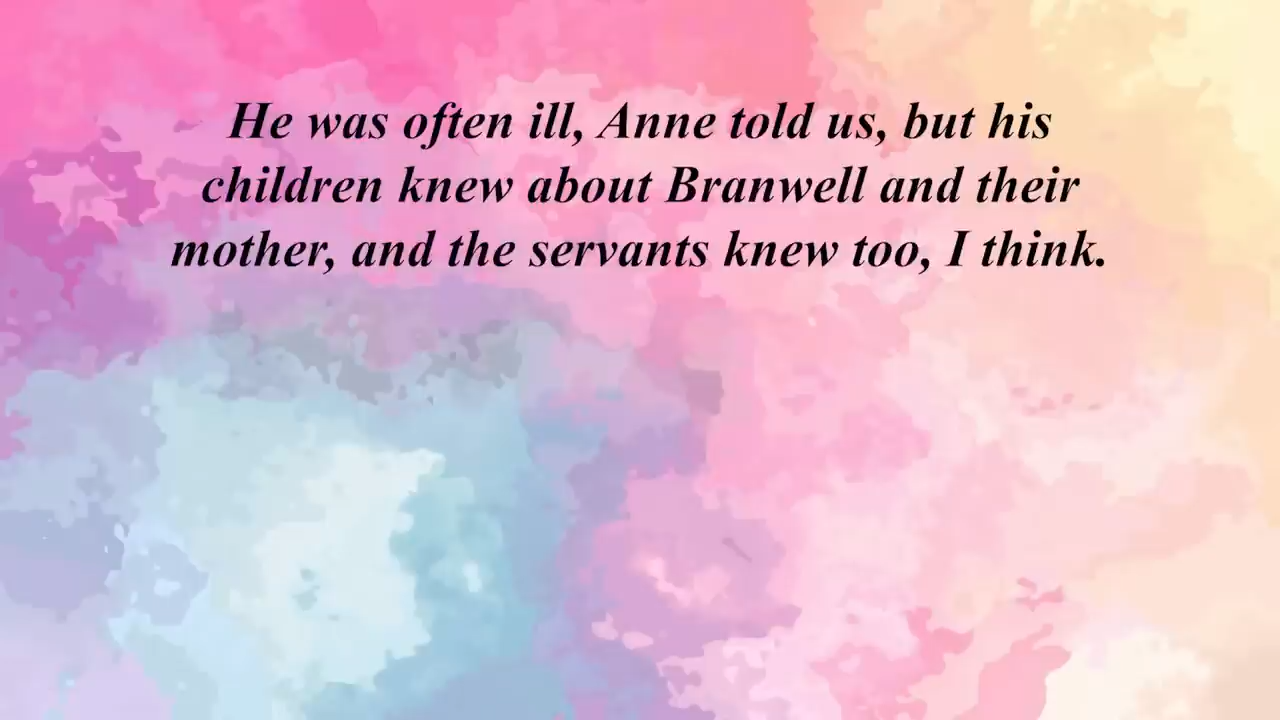 He was often ill, Anne told us, but his
children knew about Branwell and their
mother, and the servants knew too, I think.